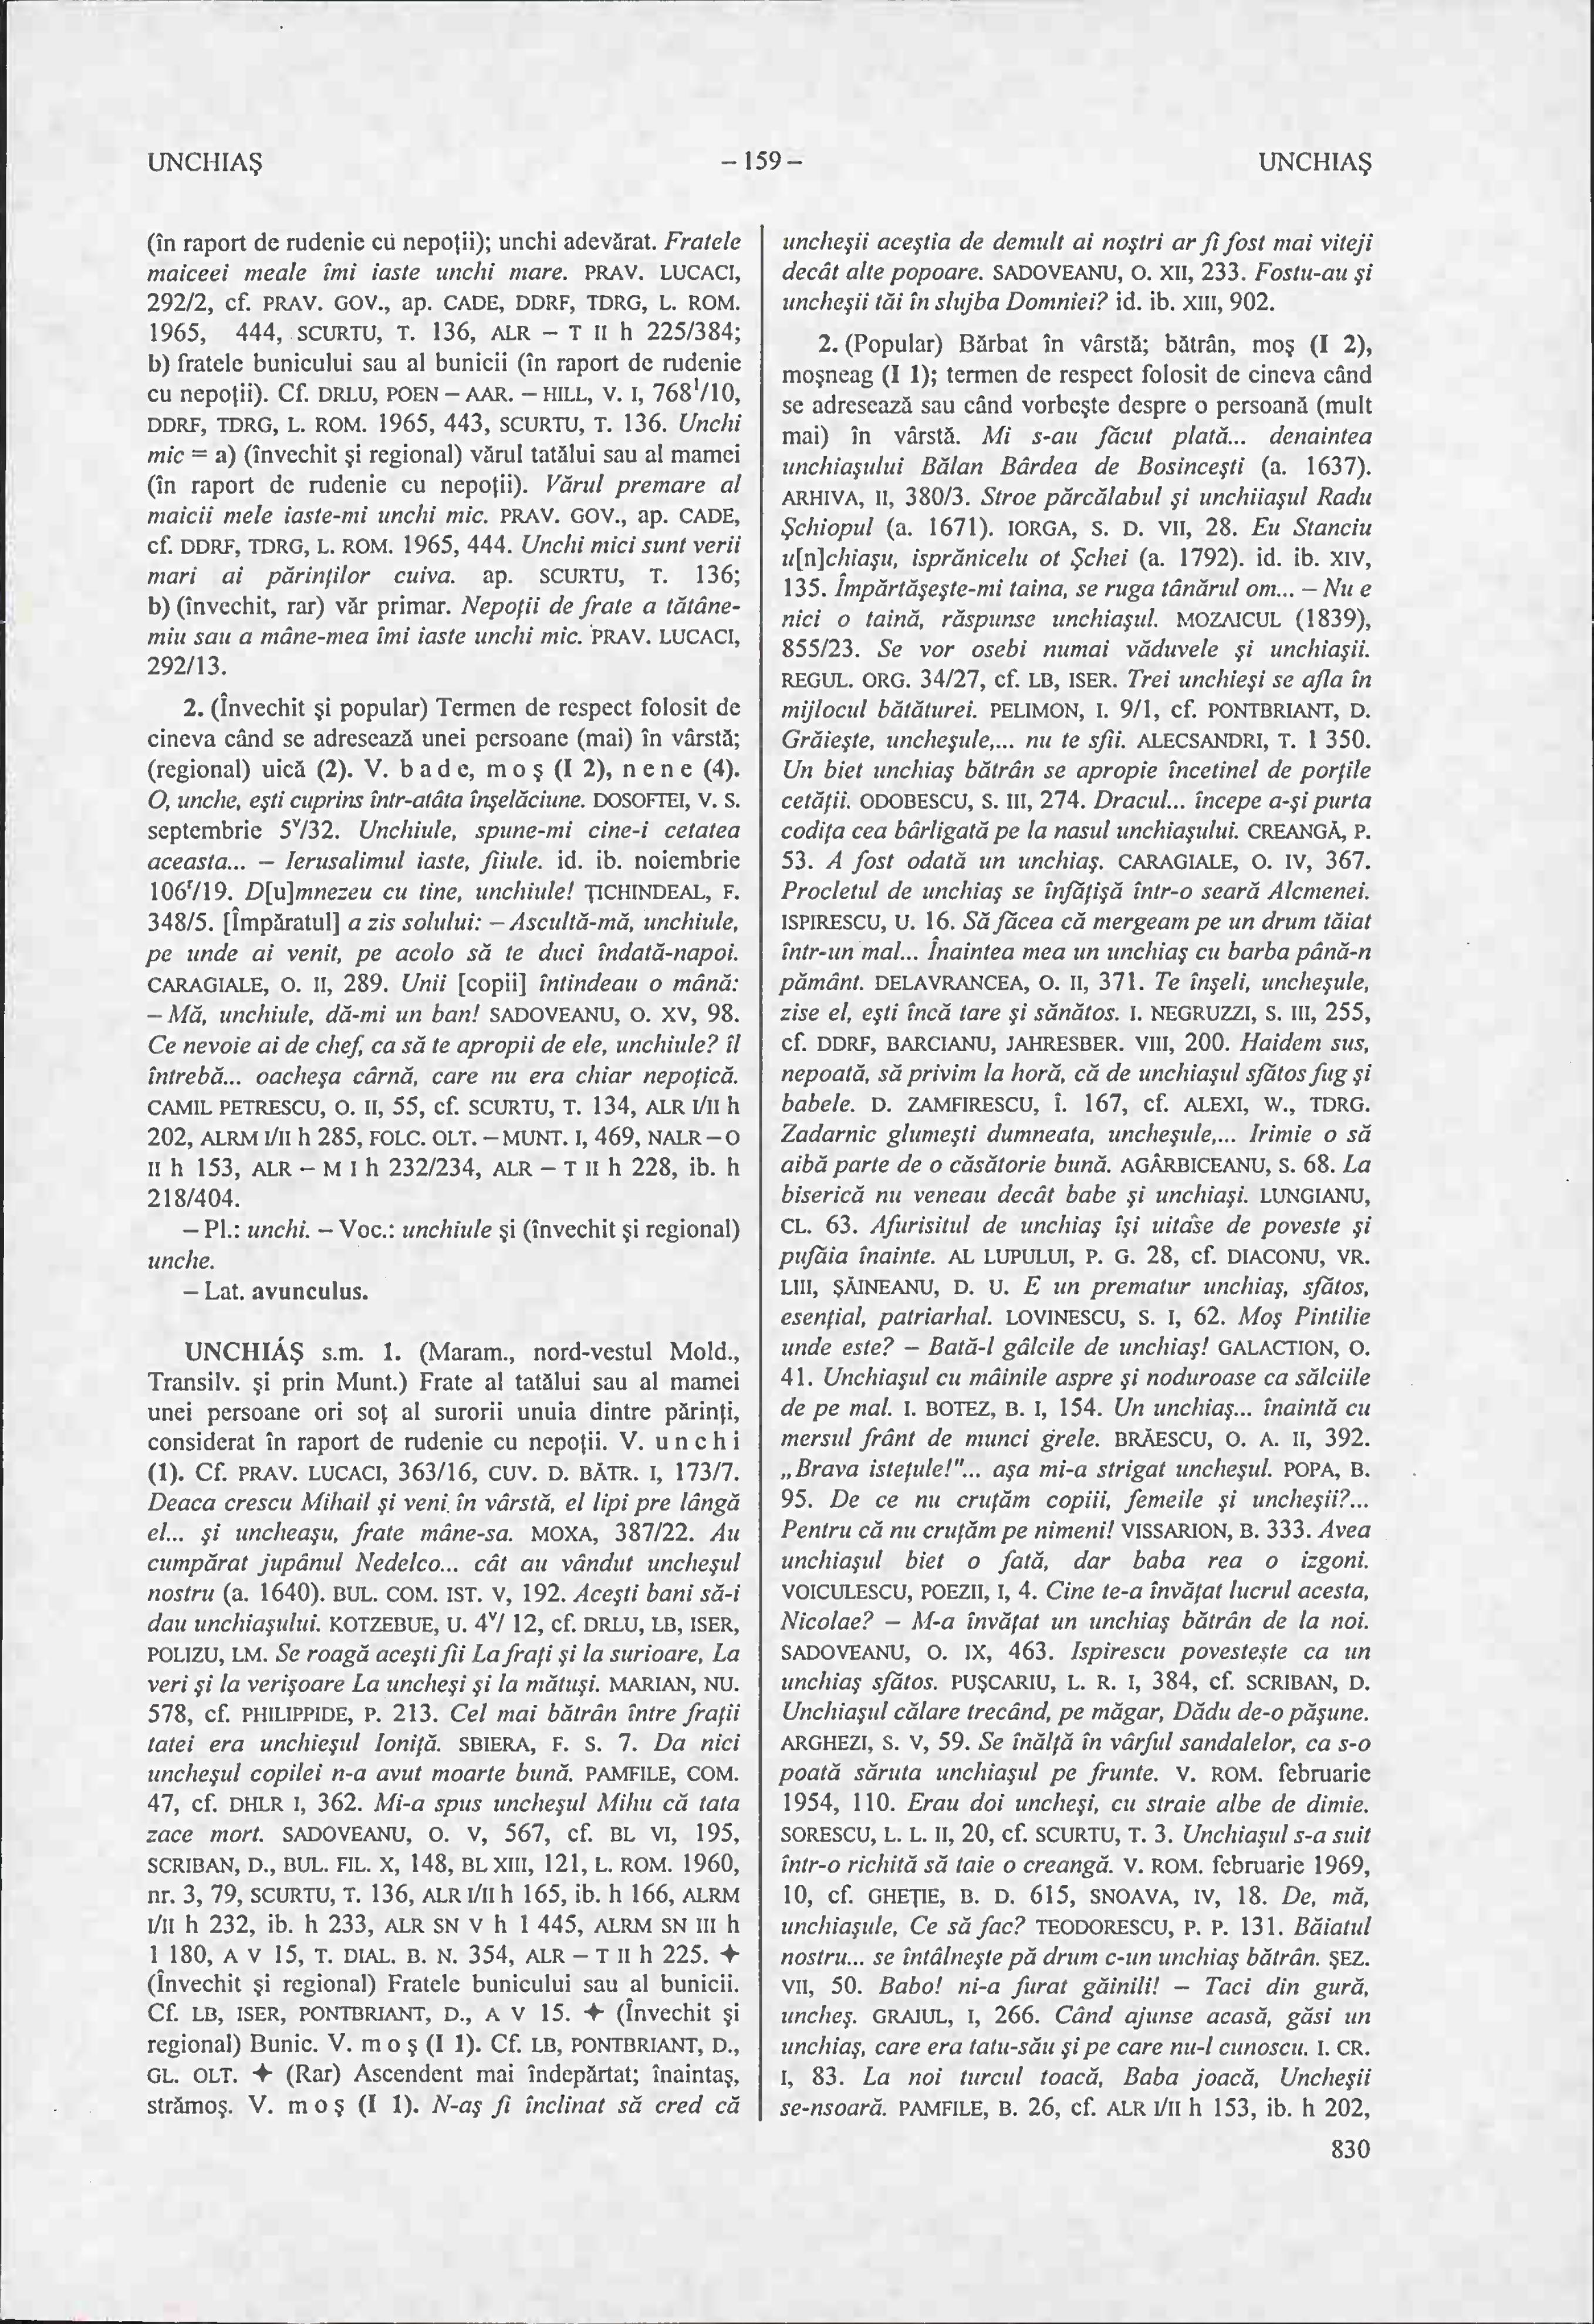 UNCHIAŞ – 159 – UNCHIAŞ
(în raport de rudenie cu nepoţii); unchi adevărat. Fratele
maiceei meale îmi iaste unchi mare. PRAV. LUCACI,
292/2, cf. PRAV. GOV., ap. CADE, DDRF, TDRG, L. ROM.
1965, 444, SCURTU, T. 136, ALR – T II h 225/384;
b) fratele bunicului sau al bunicii (în raport de rudenie
cu nepoţii). Cf. DRLU, POEN – AAR. – HILL, V. I, 768¹/10,
DDRF, TDRG, L. ROM. 1965, 443, SCURTU, T. 136. Unchi
mic = a) (învechit şi regional) vărul tatălui sau al mamei
(în raport de rudenie cu nepoţii). Vărul premare al
maicii mele iaste-mi unchi mic. PRAV. GOV., ap. CADE,
cf. DDRF, TDRG, L. ROM. 1965, 444. Unchi mici sunt verii
mari ai părinţilor cuiva. ap. SCURTU, T. 136;
b) (învechit, rar) văr primar. Nepoţii de frate a tătâne-
miu sau a mâne-mea îmi iaste unchi mic. PRAV. LUCACI,
292/13.
2. (Învechit şi popular) Termen de respect folosit de
cineva când se adresează unei persoane (mai) în vârstă;
(regional) uică (2). V. bade, moş (I 2), nene (4).
O, unche, eşti cuprins într-atâta înşelăciune. DOSOFTEI, V. S.
septembrie 5ᵛ/32. Unchiule, spune-mi cine-i cetatea
aceasta... – Ierusalimul iaste, fiiule. id. ib. noiembrie
106ʳ/19. D[u]mnezeu cu tine, unchiule! ŢICHINDEAL, F.
348/5. [Împăratul] a zis solului: – Ascultă-mă, unchiule,
pe unde ai venit, pe acolo să te duci îndată-napoi.
CARAGIALE, O. II, 289. Unii [copii] întindeau o mână:
– Mă, unchiule, dă-mi un ban! SADOVEANU, O. XV, 98.
Ce nevoie ai de chef, ca să te apropii de ele, unchiule? îl
întrebă... oacheşa cârnă, care nu era chiar nepoţică.
CAMIL PETRESCU, O. II, 55, cf. SCURTU, T. 134, ALR I/II h
202, ALRM I/II h 285, FOLC. OLT. – MUNT. I, 469, NALR – O
II h 153, ALR – M I h 232/234, ALR – T II h 228, ib. h
218/404.
– Pl.: unchi. – Voc.: unchiule şi (învechit şi regional)
unche.
– Lat. avunculus.
UNCHIÁŞ s.m. 1. (Maram., nord-vestul Mold.,
Transilv. şi prin Munt.) Frate al tatălui sau al mamei
unei persoane ori soţ al surorii unuia dintre părinţi,
considerat în raport de rudenie cu nepoţii. V. unchi
(1). Cf. PRAV. LUCACI, 363/16, CUV. D. BĂTR. I, 173/7.
Deaca crescu Mihail şi veni în vârstă, el lipi pre lângă
el... şi uncheaşu, frate mâne-sa. MOXA, 387/22. Au
cumpărat jupânul Nedelco... cât au vândut uncheşul
nostru (a. 1640). BUL. COM. IST. V, 192. Aceşti bani să-i
dau unchiaşului. KOTZEBUE, U. 4ᵛ/ 12, cf. DRLU, LB, ISER,
POLIZU, LM. Se roagă aceşti fii La fraţi şi la surioare, La
veri şi la verişoare La uncheşi şi la mătuşi. MARIAN, NU.
578, cf. PHILIPPIDE, P. 213. Cel mai bătrân între fraţii
tatei era unchieşul Ioniţă. SBIERA, F. S. 7. Da nici
uncheşul copilei n-a avut moarte bună. PAMFILE, COM.
47, cf. DHLR I, 362. Mi-a spus uncheşul Mihu că tata
zace mort. SADOVEANU, O. V, 567, cf. BL VI, 195,
SCRIBAN, D., BUL. FIL. X, 148, BL XIII, 121, L. ROM. 1960,
nr. 3, 79, SCURTU, T. 136, ALR I/II h 165, ib. h 166, ALRM
I/II h 232, ib. h 233, ALR SN V h 1 445, ALRM SN III h
1 180, A V 15, T. DIAL. B. N. 354, ALR – T II h 225. ✦
(Învechit şi regional) Fratele bunicului sau al bunicii.
Cf. LB, ISER, PONTBRIANT, D., A V 15. ✦ (Învechit şi
regional) Bunic. V. moş (I 1). Cf. LB, PONTBRIANT, D.,
GL. OLT. ✦ (Rar) Ascendent mai îndepărtat; înaintaş,
strămoş. V. moş (I 1). N-aş fi înclinat să cred că
uncheşii aceştia de demult ai noştri ar fi fost mai viteji
decât alte popoare. SADOVEANU, O. XII, 233. Fostu-au şi
uncheşii tăi în slujba Domniei? id. ib. XIII, 902.
2. (Popular) Bărbat în vârstă; bătrân, moş (I 2),
moşneag (I 1); termen de respect folosit de cineva când
se adresează sau când vorbeşte despre o persoană (mult
mai) în vârstă. Mi s-au făcut plată... denaintea
unchiaşului Bălan Bârdea de Bosinceşti (a. 1637).
ARHIVA, II, 380/3. Stroe părcălabul şi unchiiaşul Radu
Şchiopul (a. 1671). IORGA, S. D. VII, 28. Eu Stanciu
u[n]chiaşu, isprănicelu ot Şchei (a. 1792). id. ib. XIV,
135. Împărtăşeşte-mi taina, se ruga tânărul om... – Nu e
nici o taină, răspunse unchiaşul. MOZAICUL (1839),
855/23. Se vor osebi numai văduvele şi unchiaşii.
REGUL. ORG. 34/27, cf. LB, ISER. Trei unchieşi se afla în
mijlocul bătăturei. PELIMON, I. 9/1, cf. PONTBRIANT, D.
Grăieşte, uncheşule,... nu te sfii. ALECSANDRI, T. 1 350.
Un biet unchiaş bătrân se apropie încetinel de porţile
cetăţii. ODOBESCU, S. III, 274. Dracul... începe a-şi purta
codiţa cea bârligată pe la nasul unchiaşului. CREANGĂ, P.
53. A fost odată un unchiaş. CARAGIALE, O. IV, 367.
Procletul de unchiaş se înfăţişă într-o seară Alcmenei.
ISPIRESCU, U. 16. Să făcea că mergeam pe un drum tăiat
într-un mal... Înaintea mea un unchiaş cu barba până-n
pământ. DELAVRANCEA, O. II, 371. Te înşeli, uncheşule,
zise el, eşti încă tare şi sănătos. I. NEGRUZZI, S. III, 255,
cf. DDRF, BARCIANU, JAHRESBER. VIII, 200. Haidem sus,
nepoată, să privim la horă, că de unchiaşul sfătos fug şi
babele. D. ZAMFIRESCU, Î. 167, cf. ALEXI, W., TDRG.
Zadarnic glumeşti dumneata, uncheşule,... Irimie o să
aibă parte de o căsătorie bună. AGÂRBICEANU, S. 68. La
biserică nu veneau decât babe şi unchiaşi. LUNGIANU,
CL. 63. Afurisitul de unchiaş îşi uitase de poveste şi
pufăia înainte. AL LUPULUI, P. G. 28, cf. DIACONU, VR.
LIII, ŞĂINEANU, D. U. E un prematur unchiaş, sfătos,
esenţial, patriarhal. LOVINESCU, S. I, 62. Moş Pintilie
unde este? – Bată-l gâlcile de unchiaş! GALACTION, O.
41. Unchiaşul cu mâinile aspre şi noduroase ca sălciile
de pe mal. I. BOTEZ, B. I, 154. Un unchiaş... înaintă cu
mersul frânt de munci grele. BRĂESCU, O. A. II, 392.
„Brava isteţule!"... aşa mi-a strigat uncheşul. POPA, B.
95. De ce nu cruţăm copiii, femeile şi uncheşii?...
Pentru că nu cruţăm pe nimeni! VISSARION, B. 333. Avea
unchiaşul biet o fată, dar baba rea o izgoni.
VOICULESCU, POEZII, I, 4. Cine te-a învăţat lucrul acesta,
Nicolae? – M-a învăţat un unchiaş bătrân de la noi.
SADOVEANU, O. IX, 463. Ispirescu povesteşte ca un
unchiaş sfătos. PUŞCARIU, L. R. I, 384, cf. SCRIBAN, D.
Unchiaşul călare trecând, pe măgar, Dădu de-o păşune.
ARGHEZI, S. V, 59. Se înălţă în vârful sandalelor, ca s-o
poată săruta unchiaşul pe frunte. V. ROM. februarie
1954, 110. Erau doi uncheşi, cu straie albe de dimie.
SORESCU, L. L. II, 20, cf. SCURTU, T. 3. Unchiaşul s-a suit
într-o richită să taie o creangă. V. ROM. februarie 1969,
10, cf. GHEŢIE, B. D. 615, SNOAVA, IV, 18. De, mă,
unchiaşule, Ce să fac? TEODORESCU, P. P. 131. Băiatul
nostru... se întâlneşte pă drum c-un unchiaş bătrân. ŞEZ.
VII, 50. Babo! ni-a furat găinili! – Taci din gură,
uncheş. GRAIUL, I, 266. Când ajunse acasă, găsi un
unchiaş, care era tatu-său şi pe care nu-l cunoscu. I. CR.
I, 83. La noi turcul toacă, Baba joacă, Uncheşii
se-nsoară. PAMFILE, B. 26, cf. ALR I/II h 153, ib. h 202,
830